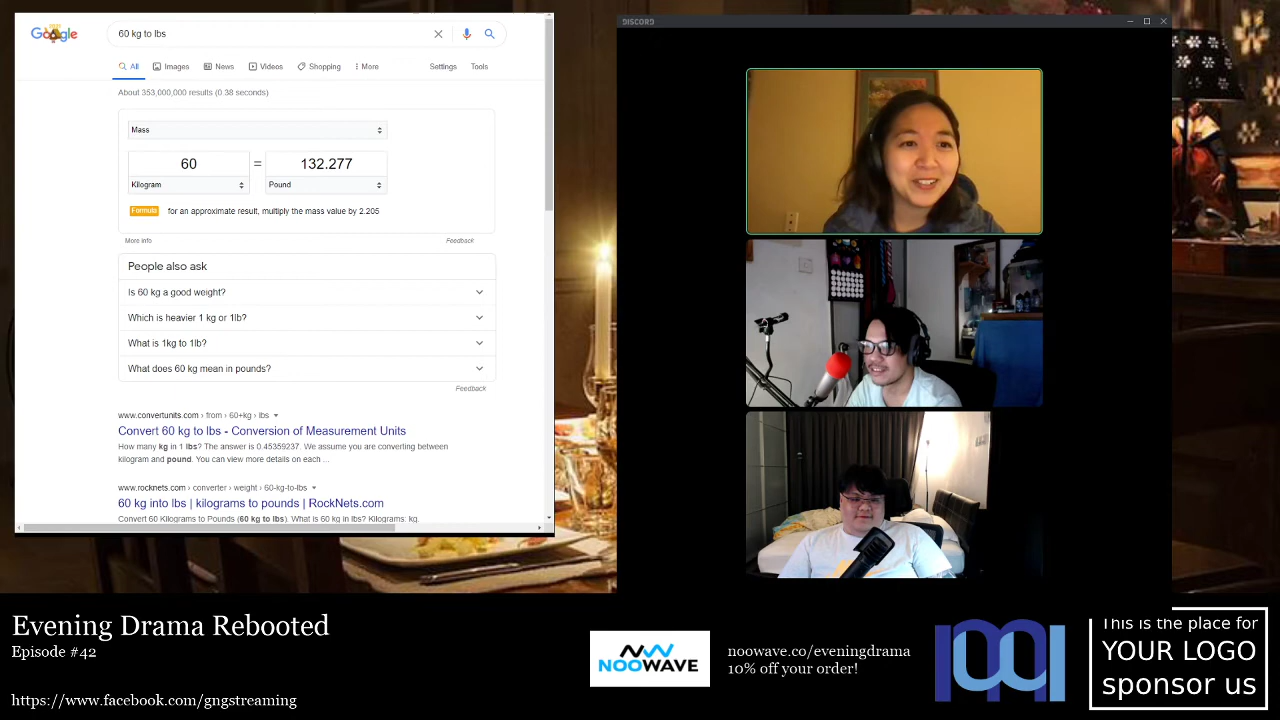 Google
60 kg to lbs
All
Images
News
Videos
Shopping
More
Settings
Tools
About 353,000,000 results (0.38 seconds)
Mass
60 = 132.277
Kilogram
Pound
Formula for an approximate result, multiply the mass value by 2.205
More info
Feedback
People also ask
Is 60 kg a good weight?
Which is heavier 1 kg or 1lb?
What is 1kg to 1lb?
What does 60 kg mean in pounds?
Feedback
www.convertunits.com › from › 60+kg › lbs
Convert 60 kg to lbs - Conversion of Measurement Units
How many kg in 1 lbs? The answer is 0.45359237. We assume you are converting between
kilogram and pound. You can view more details on each ...
www.rocknets.com › converter › weight › 60-kg-to-lbs
60 kg into lbs | kilograms to pounds | RockNets.com
Convert 60 Kilograms to Pounds (60 kg to lbs). What is 60 kg in lbs? Kilograms: kg.
DISCORD
Evening Drama Rebooted
Episode #42
https://www.facebook.com/gngstreaming
NOOWAVE
noowave.co/eveningdrama
10% off your order!
This is the place for
YOUR LOGO
sponsor us